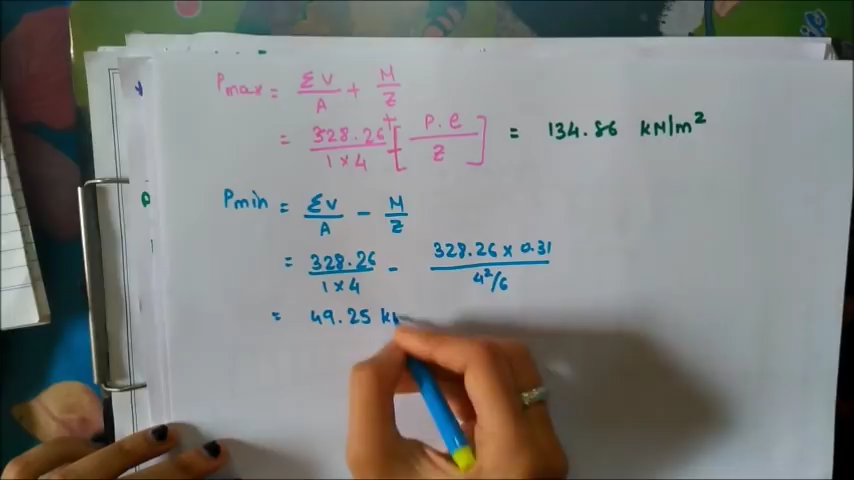 Pmax = ΣV/A + M/Z
= 328.26/1×4 + [P.e/Z] = 134.86 kN/m²
Pmin = ΣV/A - M/Z
= 328.26/1×4 - 328.26×0.31/4²/6
= 49.25 kN